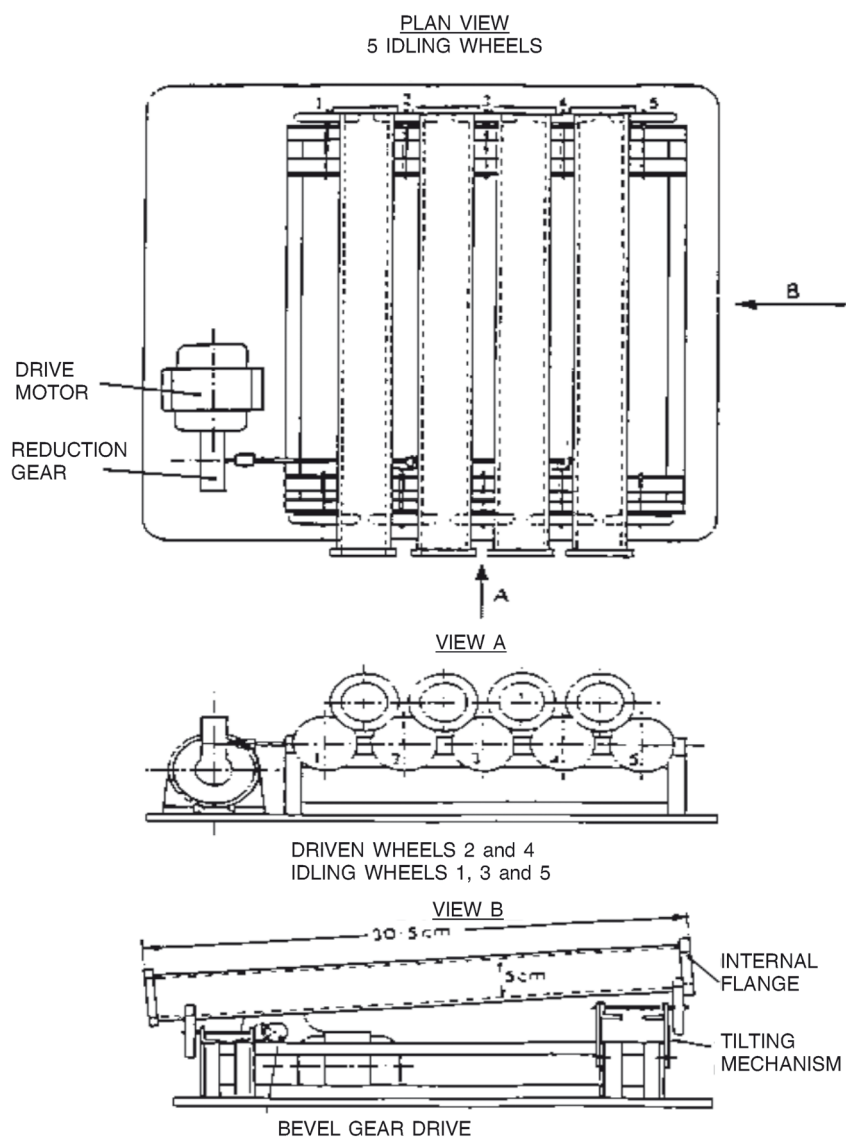 PLAN VIEW
5 IDLING WHEELS
1 2 3 4 5
B
DRIVE
MOTOR
REDUCTION
GEAR
A
VIEW A
1 2 3 4 5
DRIVEN WHEELS 2 and 4
IDLING WHEELS 1, 3 and 5
VIEW B
30·5cm
5cm
INTERNAL
FLANGE
TILTING
MECHANISM
BEVEL GEAR DRIVE